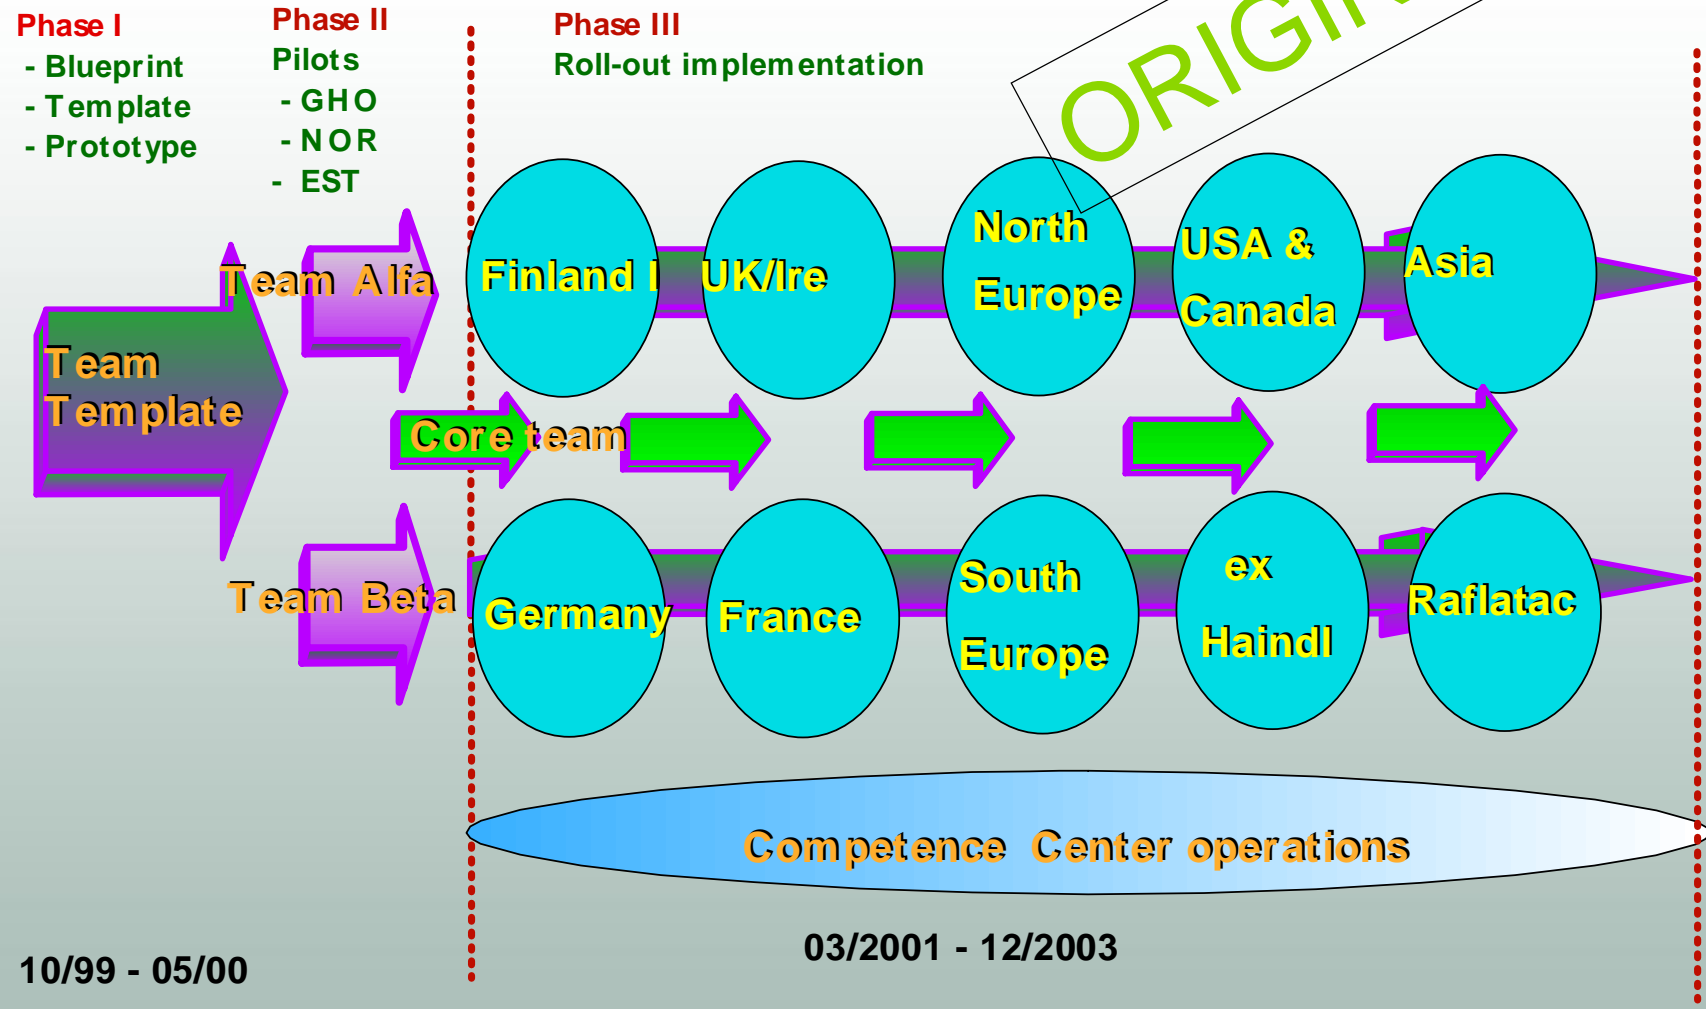 Phase I
- Blueprint
- Template
- Prototype
Phase II
Pilots
- GHO
- NOR
- EST
Phase III
Roll-out implementation
Team Alfa
Team
Template
Team Beta
Core team
Finland I
UK/Ire
North
Europe
USA &
Canada
Asia
Germany
France
South
Europe
ex
Haindl
Raflatac
Competence Center operations
10/99 - 05/00
03/2001 - 12/2003